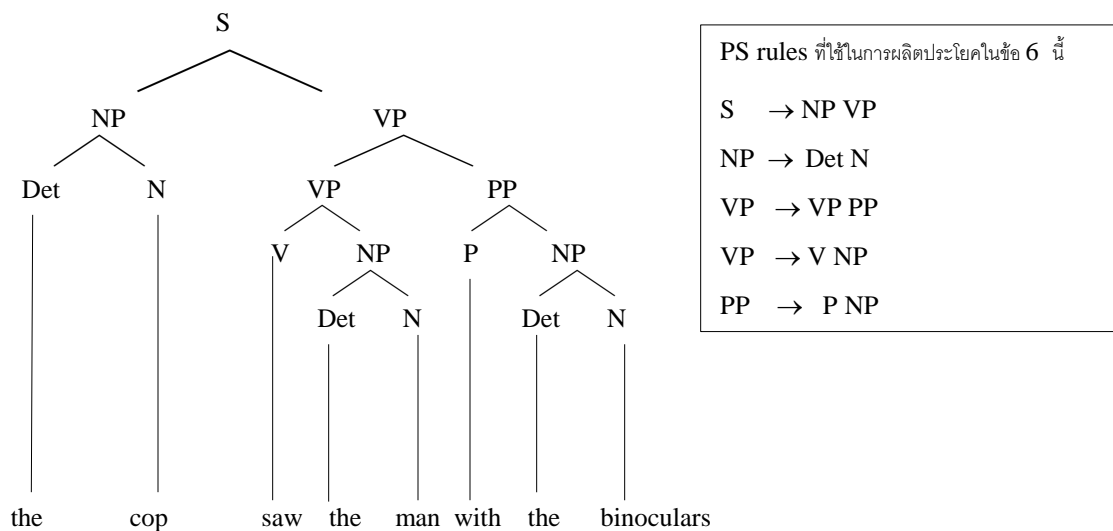 S
NP VP
Det N VP PP
V NP P NP
Det N Det N
the cop saw the man with the binoculars
PS rules ที่ใช้ในการผลิตประโยคในข้อ 6 นี้
S → NP VP
NP → Det N
VP → VP PP
VP → V NP
PP → P NP